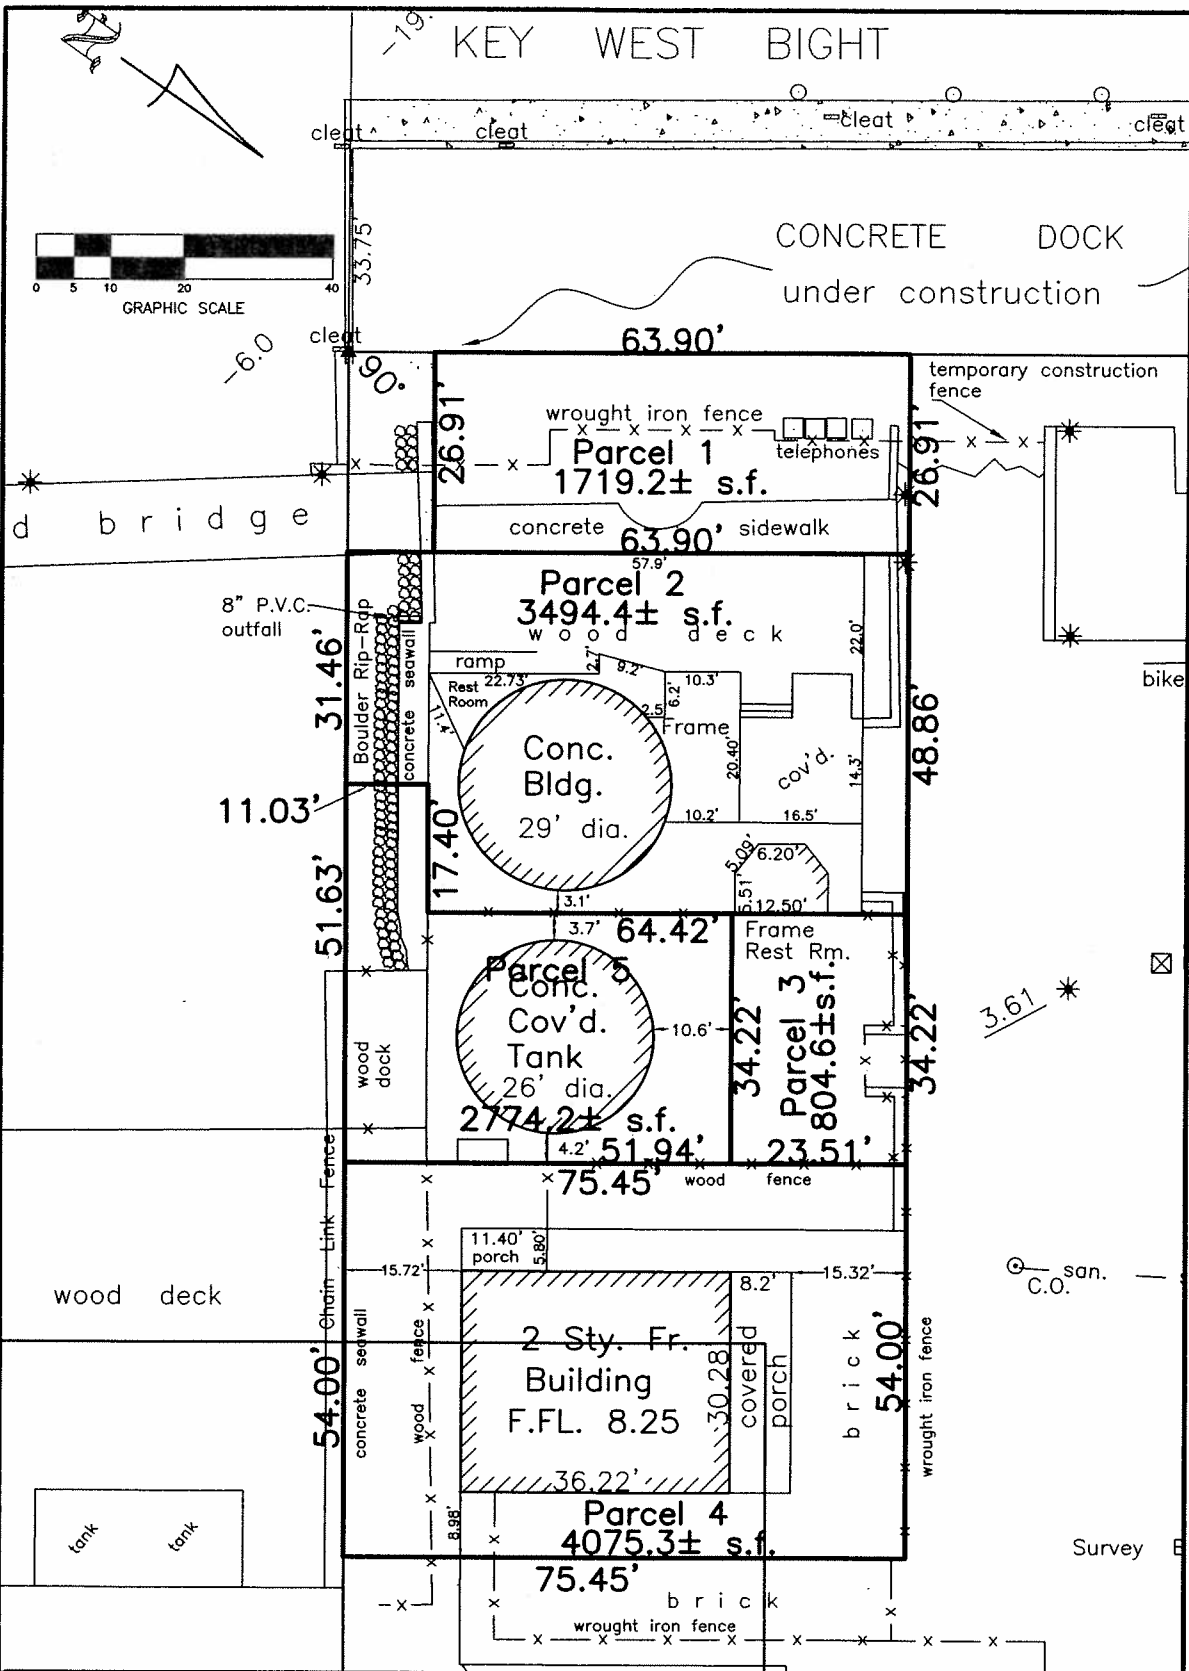 N
-19.
KEY WEST BIGHT
cleat
cleat
cleat
cleat
33.75'
CONCRETE DOCK
under construction
0 5 10 20 40
GRAPHIC SCALE
cleat
-6.0
90°
63.90'
temporary construction
fence
26.91'
wrought iron fence
telephones
26.91'
Parcel 1
1719.2± s.f.
d bridge
concrete sidewalk
63.90'
57.9'
Parcel 2
3494.4± s.f.
wood deck
8" P.V.C.
outfall
Boulder Rip-Rap
concrete seawall
31.46'
ramp
22.73'
2.7'
9.2'
10.3'
22.0'
Rest
Room
11.4'
6.2'
2.5
Frame
20.40'
cov'd.
14.3'
48.86'
bike
Conc.
Bldg.
29' dia.
10.2'
16.5'
11.03'
17.40'
5.09'
6.20'
5.51'
12.50'
51.63'
3.1'
3.7'
64.42'
Frame
Rest Rm.
Parcel 5
Conc.
Cov'd.
Tank
26' dia.
2774.2± s.f.
10.6'
34.22'
Parcel 3
804.6±s.f.
34.22'
3.61
wood
dock
4.2'
51.94'
23.51'
75.45'
wood fence
Chain Link Fence
11.40'
porch
5.80'
15.72'
8.2'
15.32'
san.
C.O.
wood deck
2 Sty. Fr.
Building
F.FL. 8.25
30.28
covered
porch
brick
54.00'
wrought iron fence
54.00'
concrete seawall
wood fence
36.22'
8.98'
Parcel 4
4075.3± s.f.
75.45'
tank
tank
brick
wrought iron fence
Survey